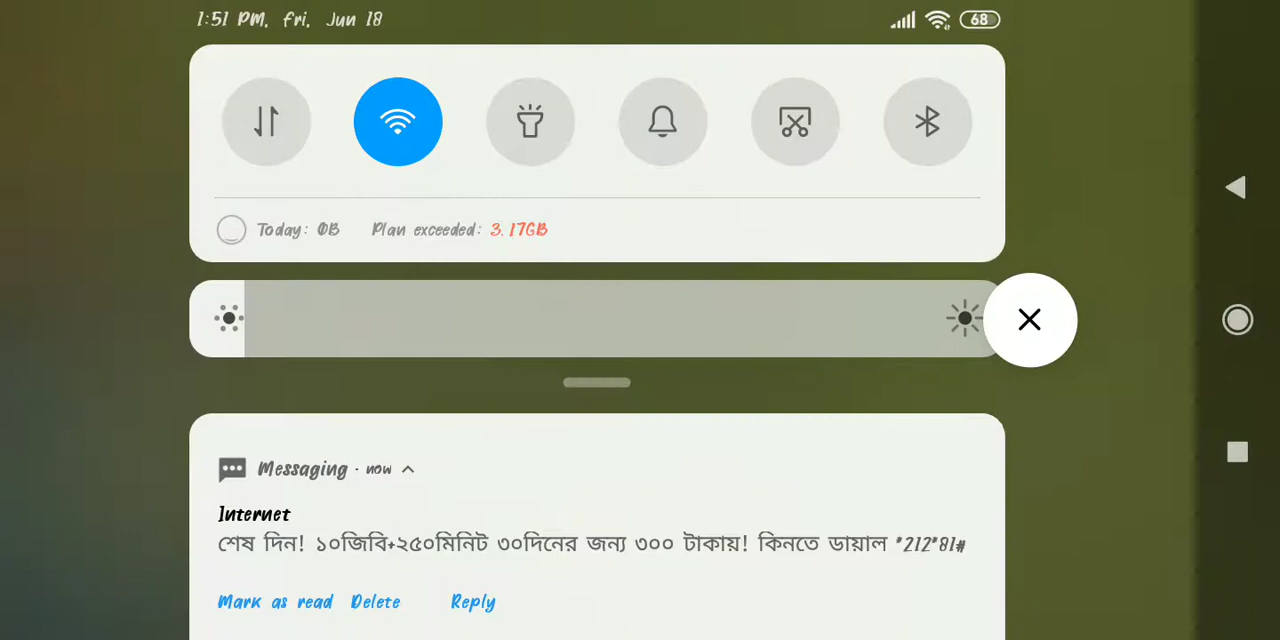 1:51 PM, Fri, Jun 18
68
Today: 0B Plan exceeded: 3.17GB
Messaging · now
Internet
শেষ দিন! ১০জিবি+২৫০মিনিট ৩০দিনের জন্য ৩০০ টাকায়! কিনতে ডায়াল *212*81#
Mark as read Delete Reply